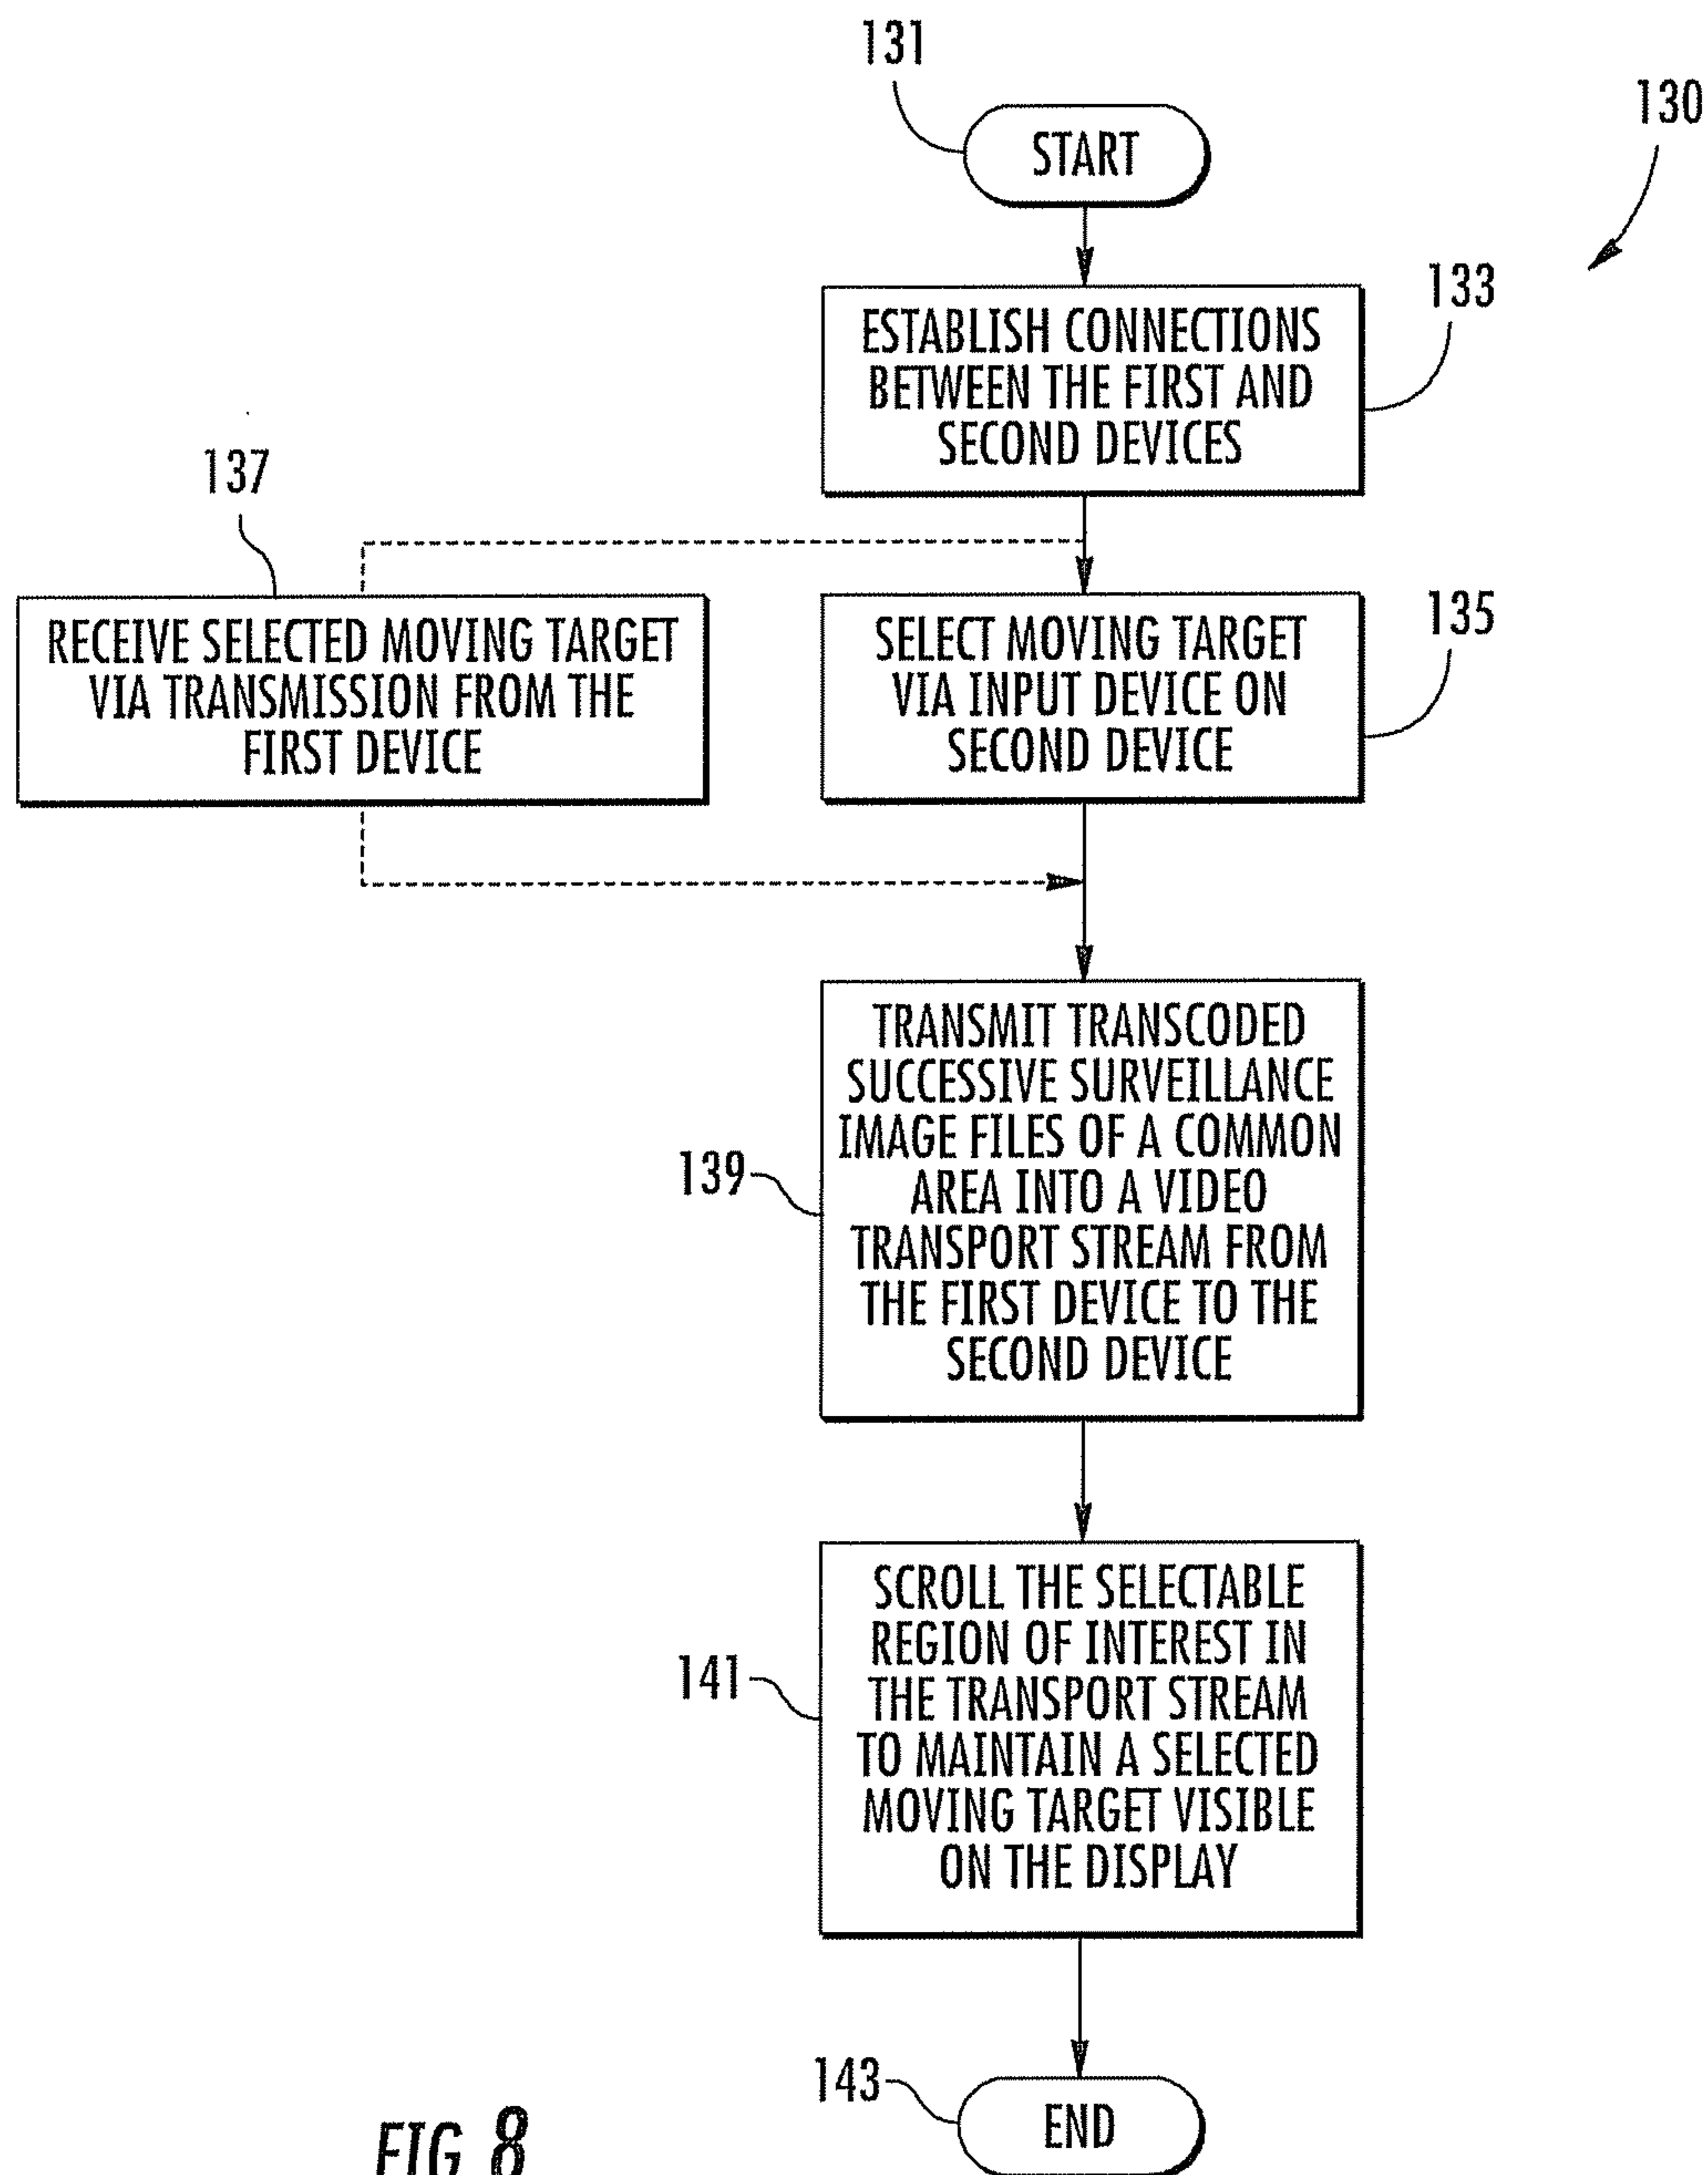 131
130
START
133
ESTABLISH CONNECTIONS
BETWEEN THE FIRST AND
SECOND DEVICES
137
RECEIVE SELECTED MOVING TARGET
VIA TRANSMISSION FROM THE
FIRST DEVICE
135
SELECT MOVING TARGET
VIA INPUT DEVICE ON
SECOND DEVICE
139
TRANSMIT TRANSCODED
SUCCESSIVE SURVEILLANCE
IMAGE FILES OF A COMMON
AREA INTO A VIDEO
TRANSPORT STREAM FROM
THE FIRST DEVICE TO THE
SECOND DEVICE
141
SCROLL THE SELECTABLE
REGION OF INTEREST IN
THE TRANSPORT STREAM
TO MAINTAIN A SELECTED
MOVING TARGET VISIBLE
ON THE DISPLAY
143
END
FIG 8